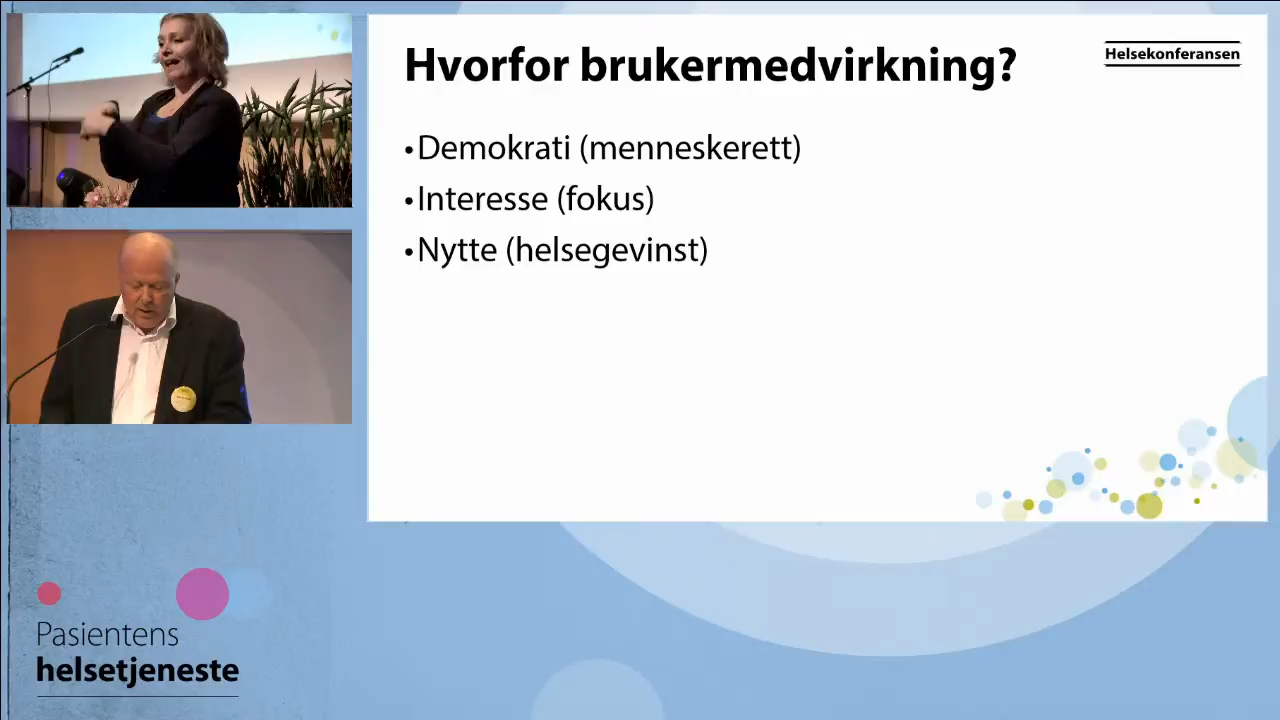 Hvorfor brukermedvirkning?
Helsekonferansen
•Demokrati (menneskerett)
•Interesse (fokus)
•Nytte (helsegevinst)
Pasientens
helsetjeneste